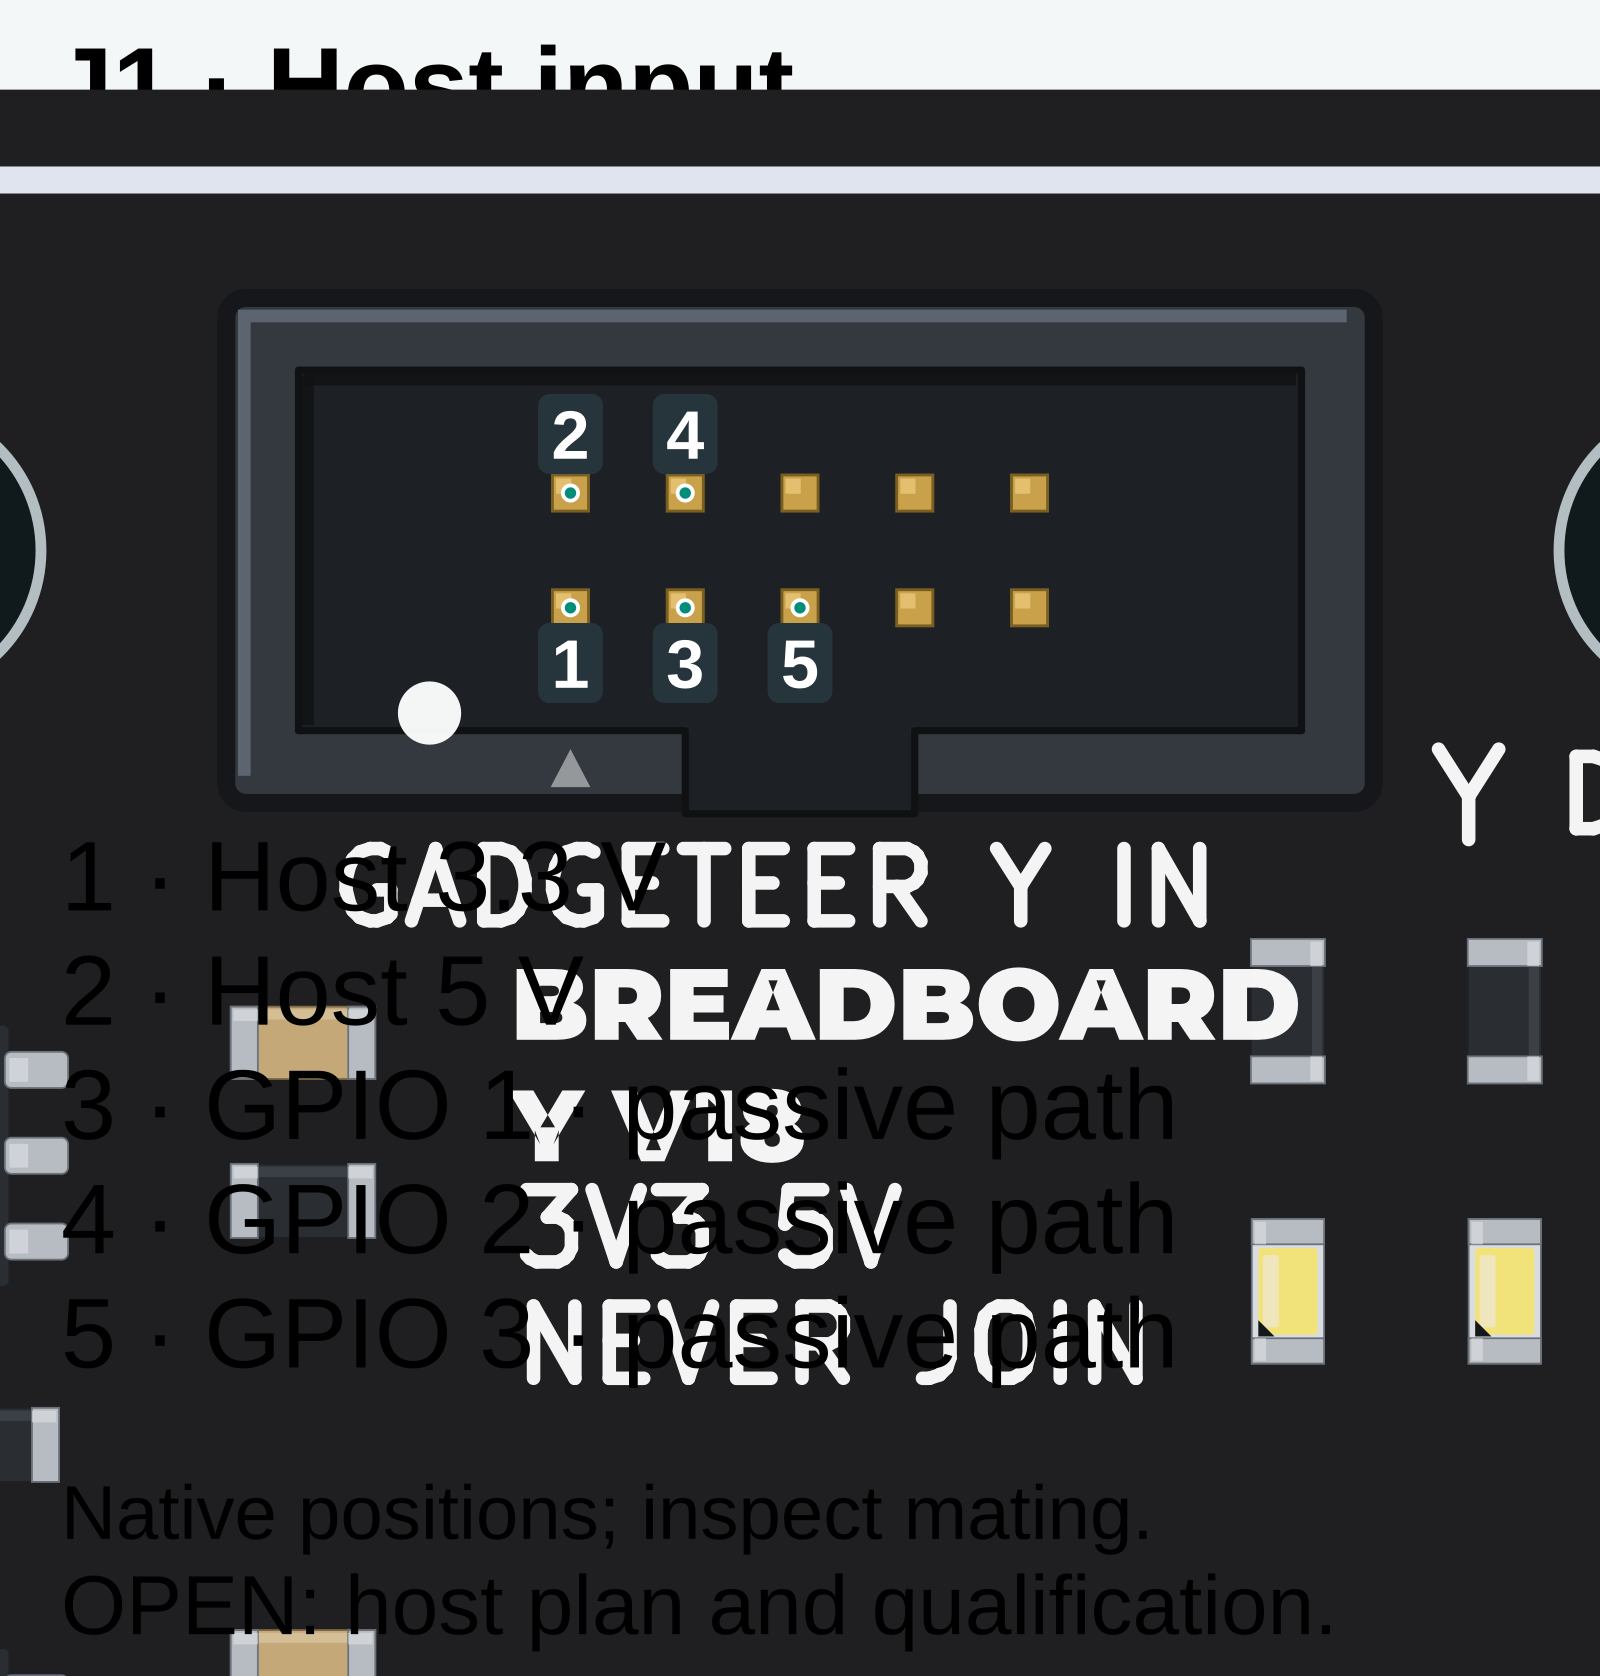 J1 · Host input
2 4
1 3 5
Y D
1 · Host 3.3 V
GADGETEER Y IN
2 · Host 5 V
BREADBOARD
3 · GPIO 1 · passive path
Y V18
4 · GPIO 2 · passive path
3V3 5V
5 · GPIO 3 · passive path
NEVER JOIN
Native positions; inspect mating.
OPEN: host plan and qualification.